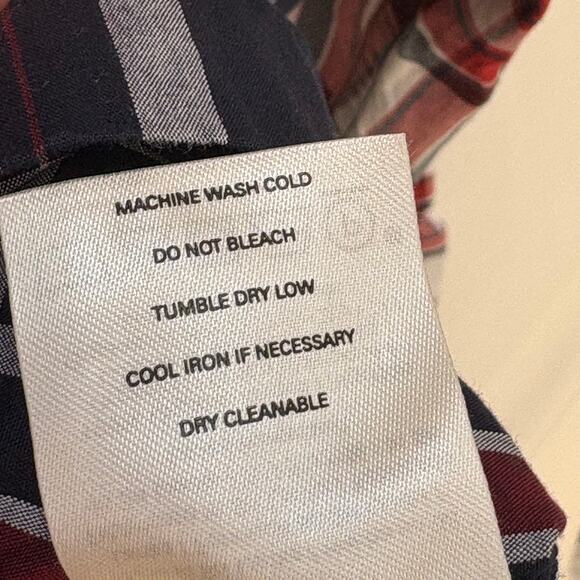 MACHINE WASH COLD
DO NOT BLEACH
TUMBLE DRY LOW
COOL IRON IF NECESSARY
DRY CLEANABLE